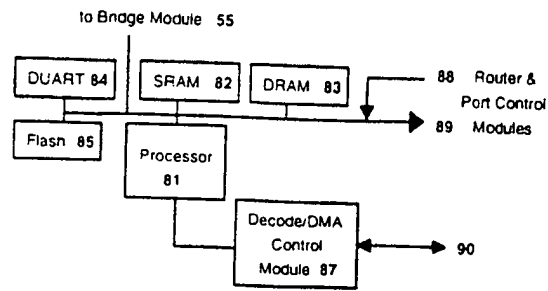 to Bridge Module 55
DUART 84
SRAM 82
DRAM 83
88 Router &
Port Control
89 Modules
Flash 85
Processor
81
Decode/DMA
Control
Module 87
90